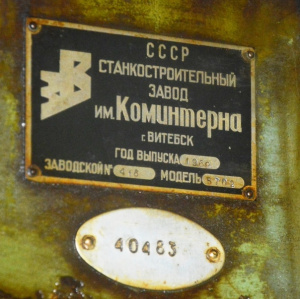 СССР
СТАНКОСТРОИТЕЛЬНЫЙ
ЗАВОД
им. Коминтерна
г. ВИТЕБСК
ГОД ВЫПУСКА
ЗАВОДСКОЙ № МОДЕЛЬ
40483